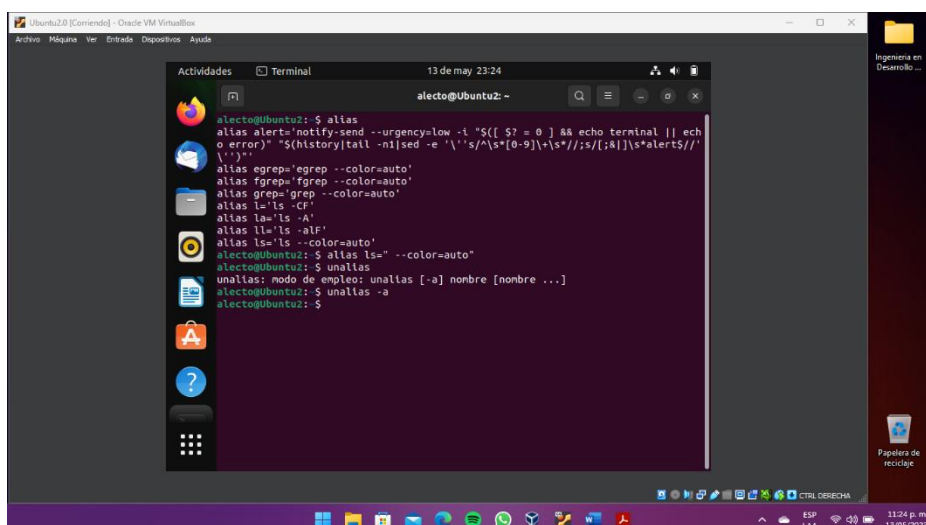 Ubuntu2.0 [Corriendo] - Oracle VM VirtualBox
Archivo Máquina Ver Entrada Dispositivos Ayuda
Ingenieria en
Desarrollo ...
Actividades Terminal 13 de may 23:24
alecto@Ubuntu2: ~
alecto@Ubuntu2:~$ alias
alias alert='notify-send --urgency=low -i "$([ $? = 0 ] && echo terminal || ech
o error)" "$(history|tail -n1|sed -e '\''s/^\s*[0-9]\+\s*//;s/[;&|]\s*alert$//'
\'')"'
alias egrep='egrep --color=auto'
alias fgrep='fgrep --color=auto'
alias grep='grep --color=auto'
alias l='ls -CF'
alias la='ls -A'
alias ll='ls -alF'
alias ls='ls --color=auto'
alecto@Ubuntu2:~$ alias ls=" --color=auto"
alecto@Ubuntu2:~$ unalias
unalias: modo de empleo: unalias [-a] nombre [nombre ...]
alecto@Ubuntu2:~$ unalias -a
alecto@Ubuntu2:~$
Papelera de
reciclaje
CTRL DERECHA
ESP
11:24 p. m.